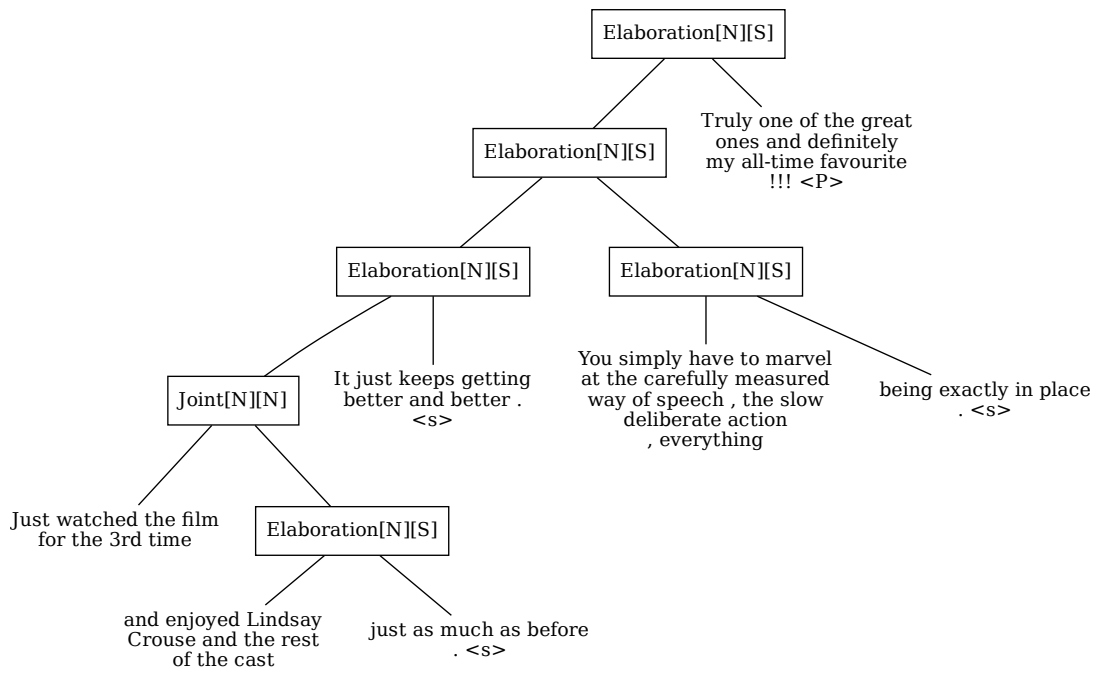 Elaboration[N][S]
Truly one of the great
ones and definitely
my all-time favourite
!!! <P>
Elaboration[N][S]
Elaboration[N][S]
Elaboration[N][S]
Joint[N][N]
It just keeps getting
better and better .
<s>
You simply have to marvel
at the carefully measured
way of speech , the slow
deliberate action
, everything
being exactly in place
. <s>
Just watched the film
for the 3rd time
Elaboration[N][S]
and enjoyed Lindsay
Crouse and the rest
of the cast
just as much as before
. <s>